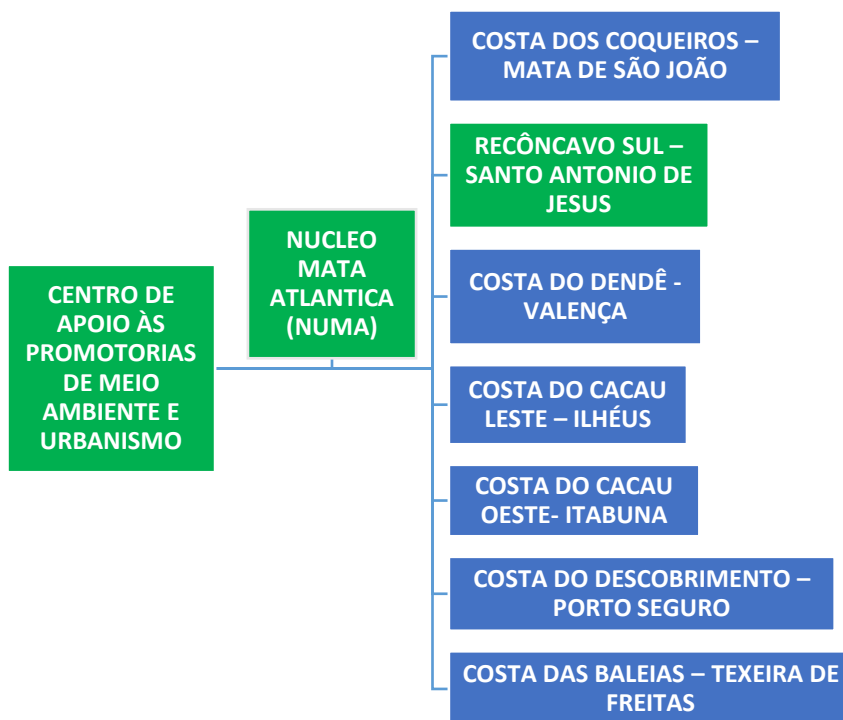 CENTRO DE
APOIO ÀS
PROMOTORIAS
DE MEIO
AMBIENTE E
URBANISMO
NUCLEO
MATA
ATLANTICA
(NUMA)
COSTA DOS COQUEIROS –
MATA DE SÃO JOÃO
RECÔNCAVO SUL –
SANTO ANTONIO DE
JESUS
COSTA DO DENDÊ -
VALENÇA
COSTA DO CACAU
LESTE – ILHÉUS
COSTA DO CACAU
OESTE- ITABUNA
COSTA DO DESCOBRIMENTO –
PORTO SEGURO
COSTA DAS BALEIAS – TEXEIRA DE
FREITAS